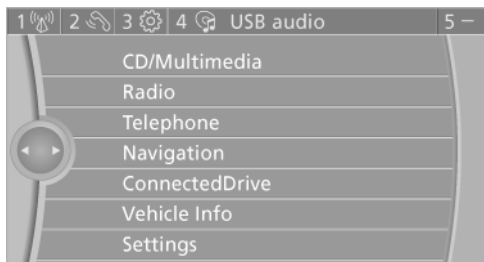 1 2 3 4 USB audio 5 –
CD/Multimedia
Radio
Telephone
Navigation
ConnectedDrive
Vehicle Info
Settings